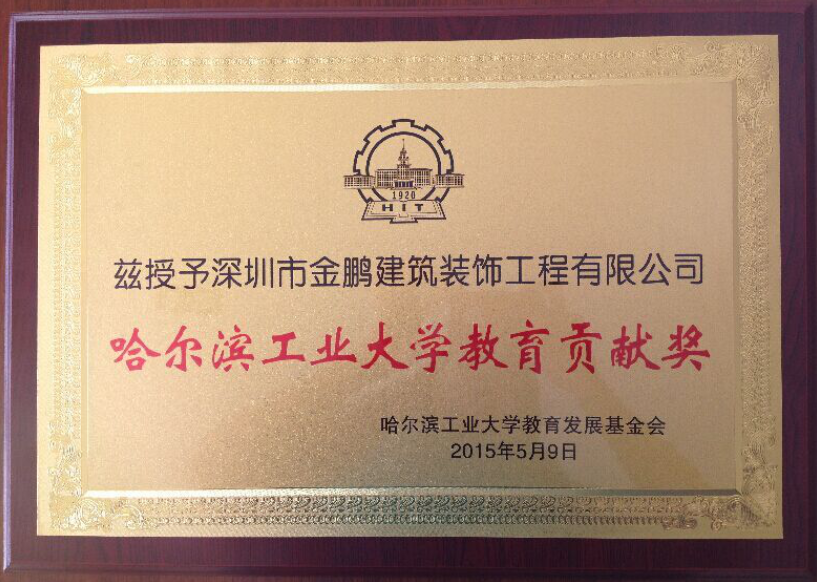 1920
HIT
兹授予深圳市金鹏建筑装饰工程有限公司
哈尔滨工业大学教育贡献奖
哈尔滨工业大学教育发展基金会
2015年5月9日